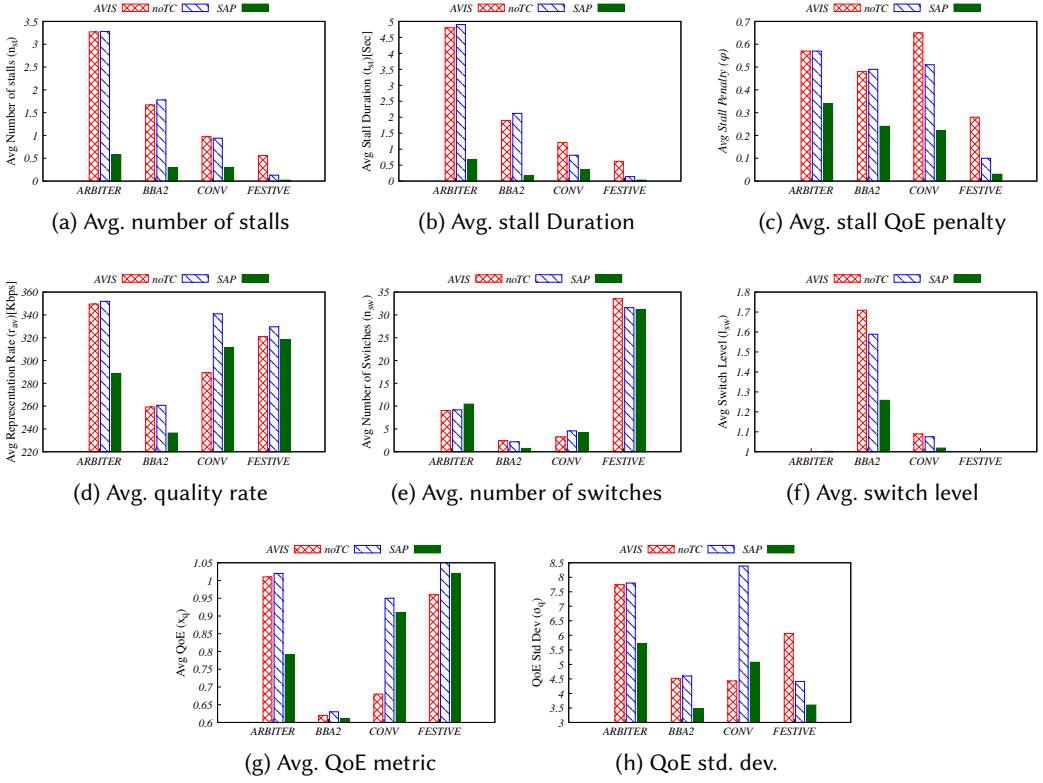 AVIS noTC SAP
Avg Number of stalls (nst)
3.5
3
2.5
2
1.5
1
0.5
0
ARBITER BBA2 CONV FESTIVE
(a) Avg. number of stalls
AVIS noTC SAP
Avg Stall Duration (tst)[Sec]
5
4.5
4
3.5
3
2.5
2
1.5
1
0.5
0
ARBITER BBA2 CONV FESTIVE
(b) Avg. stall Duration
AVIS noTC SAP
Avg Stall Penalty (φ)
0.7
0.6
0.5
0.4
0.3
0.2
0.1
0
ARBITER BBA2 CONV FESTIVE
(c) Avg. stall QoE penalty
AVIS noTC SAP
Avg Representation Rate (rav)[Kbps]
360
340
320
300
280
260
240
220
ARBITER BBA2 CONV FESTIVE
(d) Avg. quality rate
AVIS noTC SAP
Avg Number of Switches (nsw)
35
30
25
20
15
10
5
0
ARBITER BBA2 CONV FESTIVE
(e) Avg. number of switches
AVIS noTC SAP
Avg Switch Level (lsw)
1.8
1.7
1.6
1.5
1.4
1.3
1.2
1.1
1
ARBITER BBA2 CONV FESTIVE
(f) Avg. switch level
AVIS noTC SAP
Avg QoE (xq)
1.05
1
0.95
0.9
0.85
0.8
0.75
0.7
0.65
0.6
ARBITER BBA2 CONV FESTIVE
(g) Avg. QoE metric
AVIS noTC SAP
QoE Std Dev (σq)
8.5
8
7.5
7
6.5
6
5.5
5
4.5
4
3.5
3
ARBITER BBA2 CONV FESTIVE
(h) QoE std. dev.